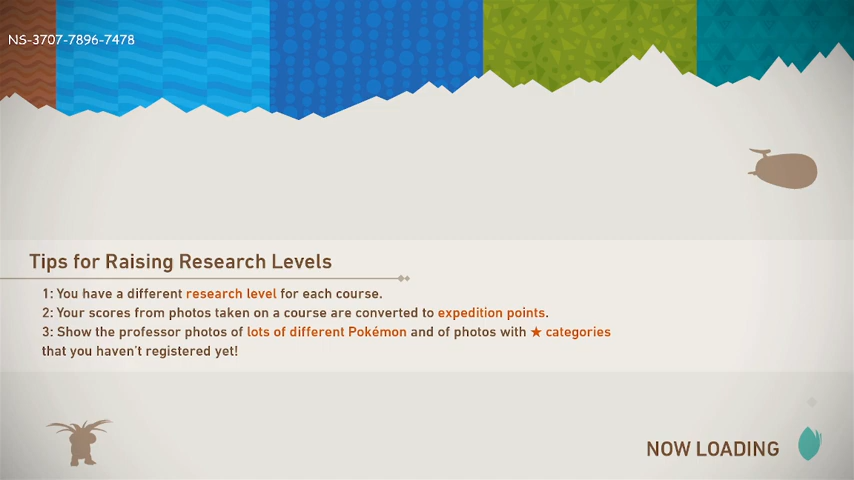 NS-3707-7896-7478
Tips for Raising Research Levels
1: You have a different research level for each course.
2: Your scores from photos taken on a course are converted to expedition points.
3: Show the professor photos of lots of different Pokémon and of photos with ★ categories
that you haven't registered yet!
NOW LOADING